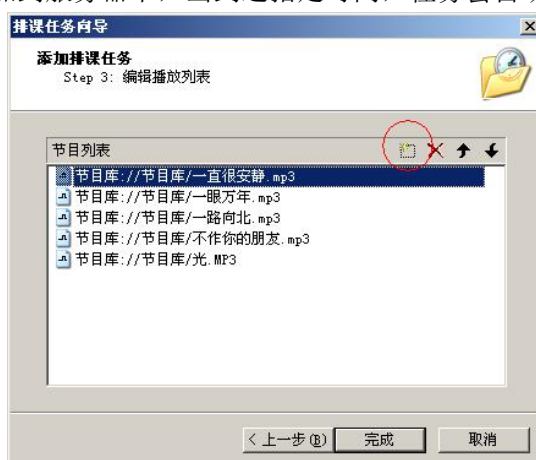 排课任务向导
添加排课任务
Step 3: 编辑播放列表
节目列表
节目库://节目库/一直很安静.mp3
节目库://节目库/一眼万年.mp3
节目库://节目库/一路向北.mp3
节目库://节目库/不作你的朋友.mp3
节目库://节目库/光.MP3
< 上一步(B)
完成
取消